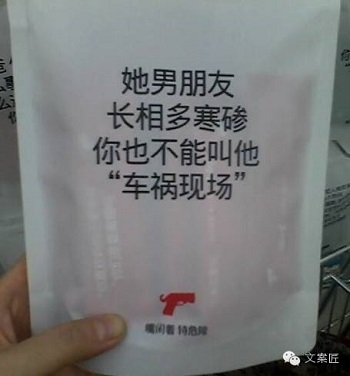 她男朋友
长相多寒碜
你也不能叫他
“车祸现场”
嘴闲着 特危险
文案匠